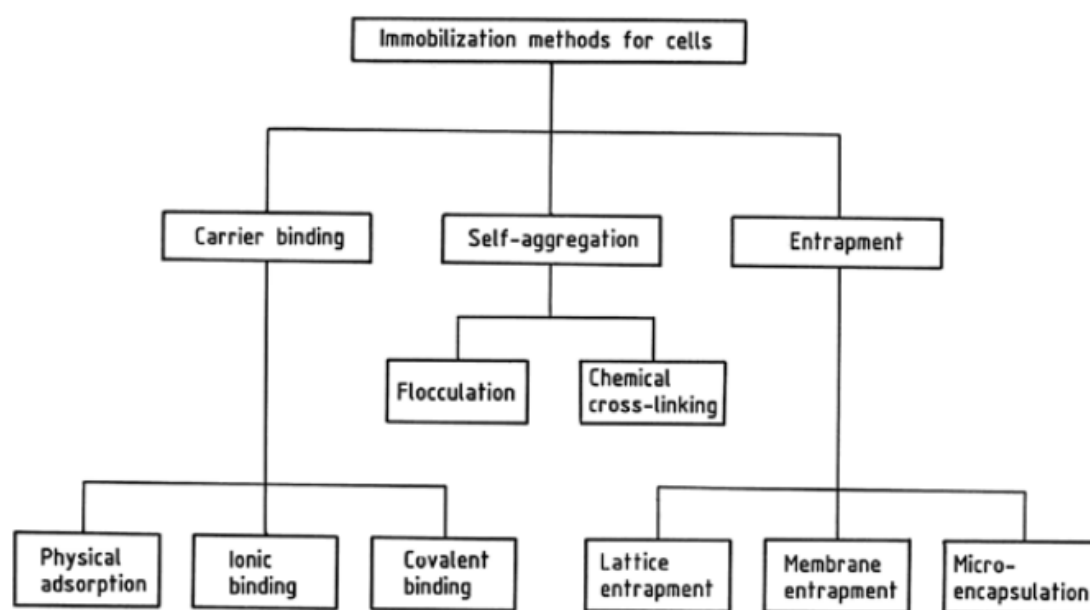 Immobilization methods for cells
Carrier binding
Self-aggregation
Entrapment
Flocculation
Chemical
cross-linking
Physical
adsorption
Ionic
binding
Covalent
binding
Lattice
entrapment
Membrane
entrapment
Micro-
encapsulation